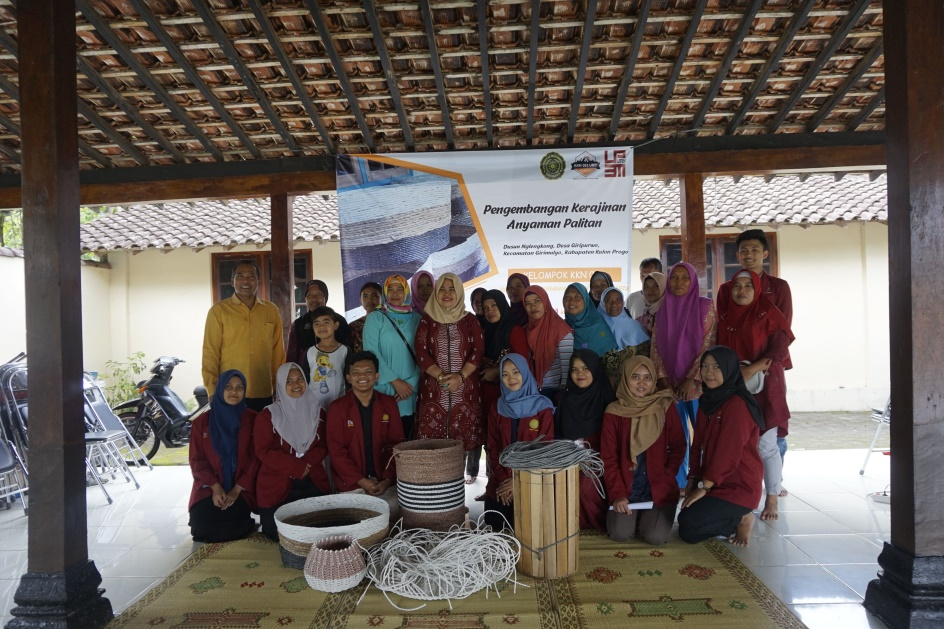 Pengembangan Kerajinan
Anyaman Palitan
Dusun Nglengkong, Desa Giripurwo,
Kecamatan Girimulyo, Kabupaten Kulon Progo
KELOMPOK KKN